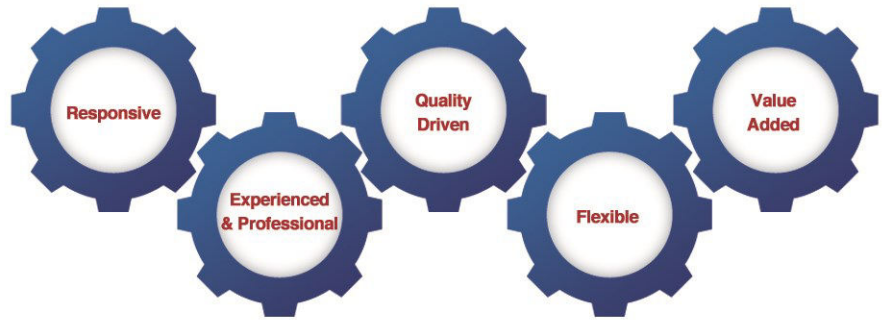 Responsive
Experienced
& Professional
Quality
Driven
Flexible
Value
Added